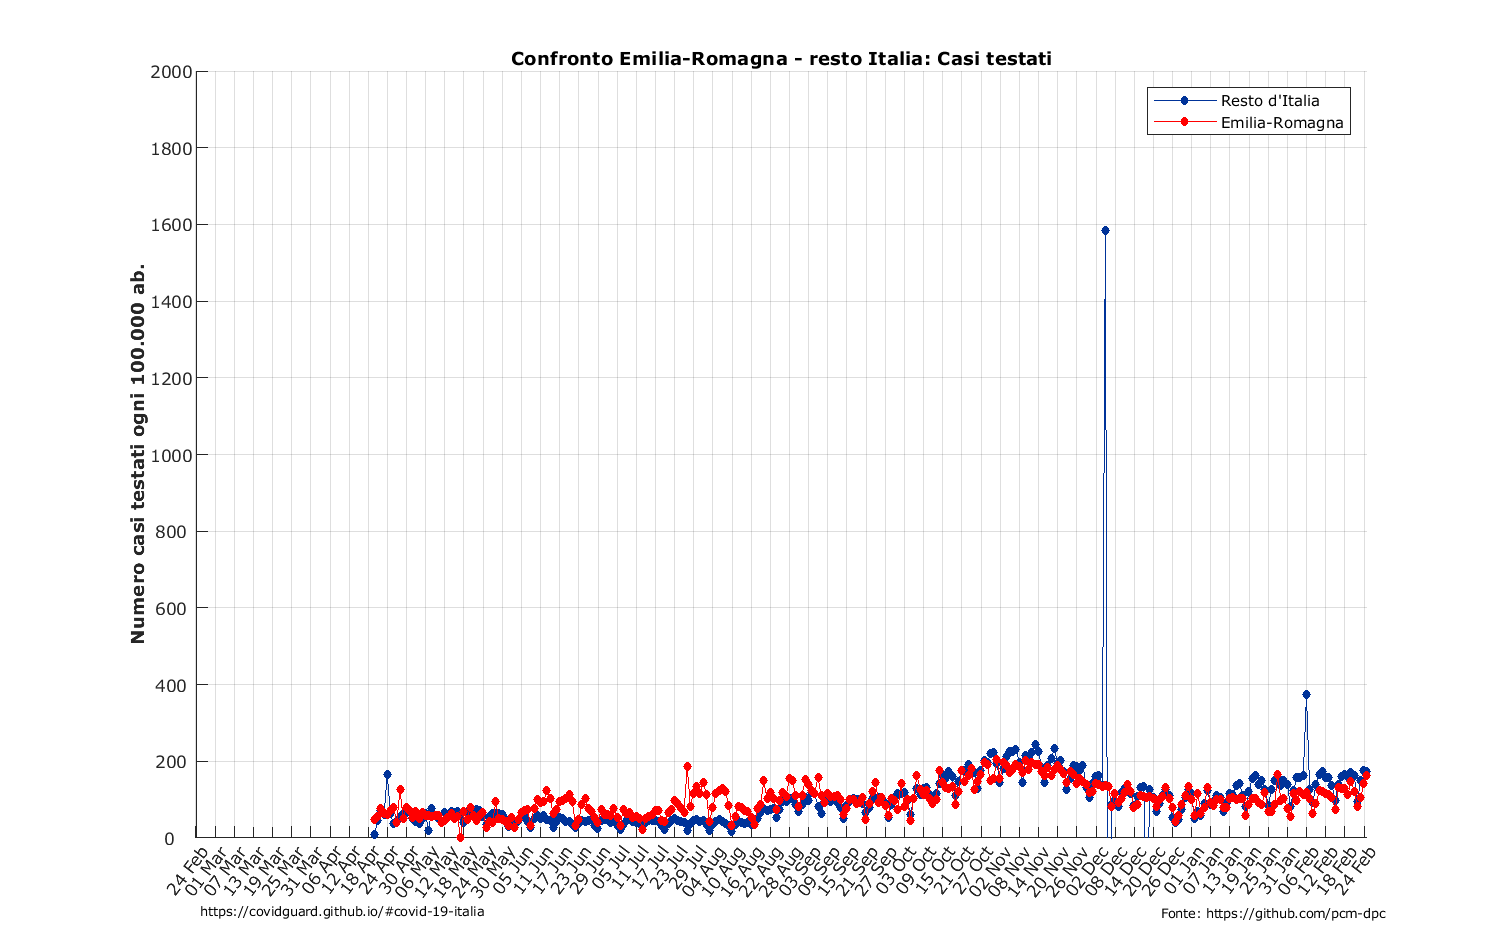 Confronto Emilia-Romagna - resto Italia: Casi testati
Resto d'Italia
Emilia-Romagna
Numero casi testati ogni 100.000 ab.
2000
1800
1600
1400
1200
1000
800
600
400
200
0
24 Feb
01 Mar
07 Mar
13 Mar
19 Mar
25 Mar
31 Mar
06 Apr
12 Apr
18 Apr
24 Apr
30 Apr
06 May
12 May
18 May
24 May
30 May
05 Jun
11 Jun
17 Jun
23 Jun
29 Jun
05 Jul
11 Jul
17 Jul
23 Jul
29 Jul
04 Aug
10 Aug
16 Aug
22 Aug
28 Aug
03 Sep
09 Sep
15 Sep
21 Sep
27 Sep
03 Oct
09 Oct
15 Oct
21 Oct
27 Oct
02 Nov
08 Nov
14 Nov
20 Nov
26 Nov
02 Dec
08 Dec
14 Dec
20 Dec
26 Dec
01 Jan
07 Jan
13 Jan
19 Jan
25 Jan
31 Jan
06 Feb
12 Feb
18 Feb
24 Feb
https://covidguard.github.io/#covid-19-italia
Fonte: https://github.com/pcm-dpc